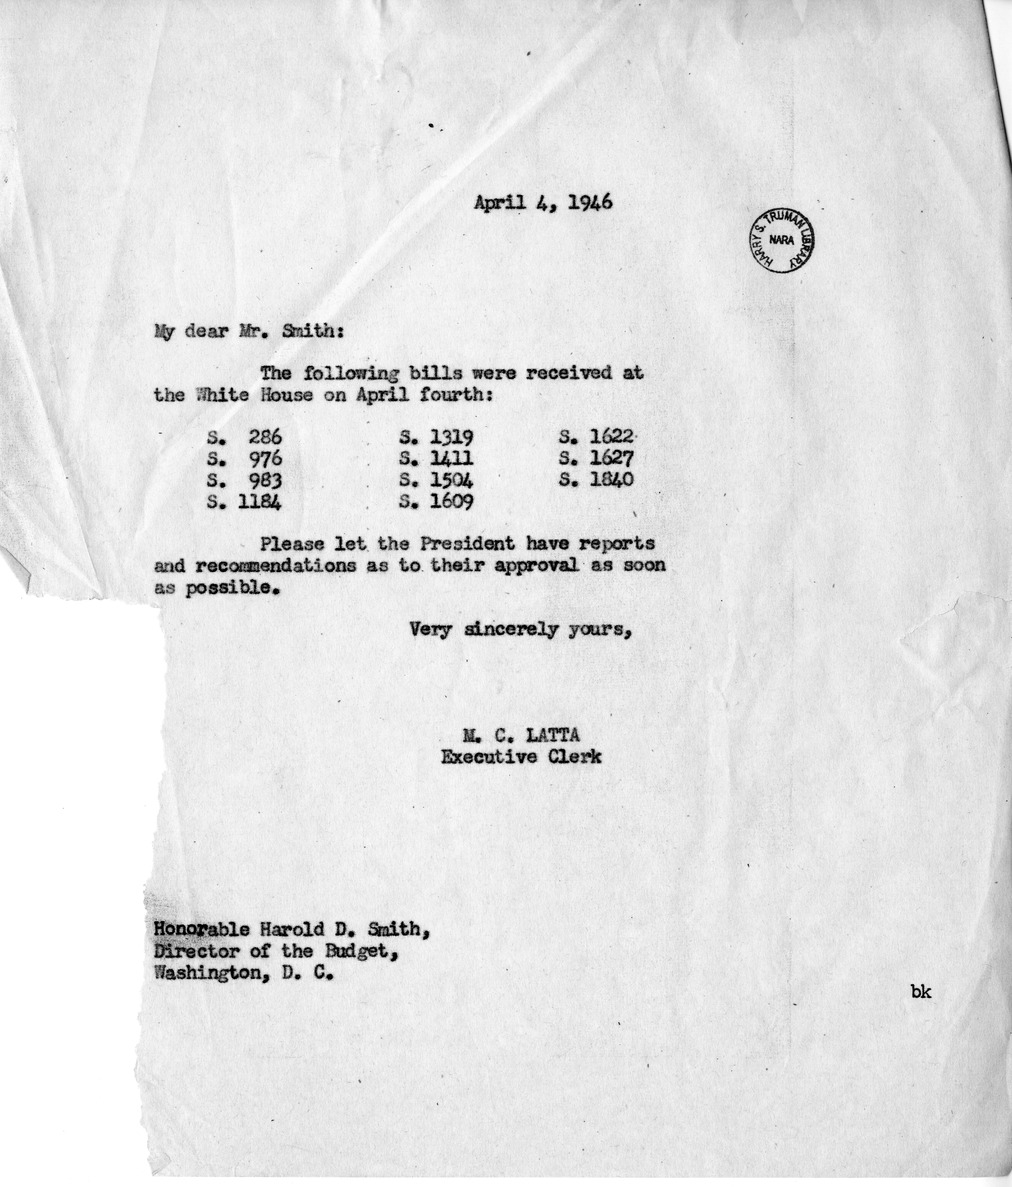 April 4, 1946
HARRY S. TRUMAN LIBRARY
NARA
My dear Mr. Smith:
The following bills were received at
the White House on April fourth:
S. 286 S. 1319 S. 1622
S. 976 S. 1411 S. 1627
S. 983 S. 1504 S. 1840
S. 1184 S. 1609
Please let the President have reports
and recommendations as to their approval as soon
as possible.
Very sincerely yours,
M. C. LATTA
Executive Clerk
Honorable Harold D. Smith,
Director of the Budget,
Washington, D. C.
bk